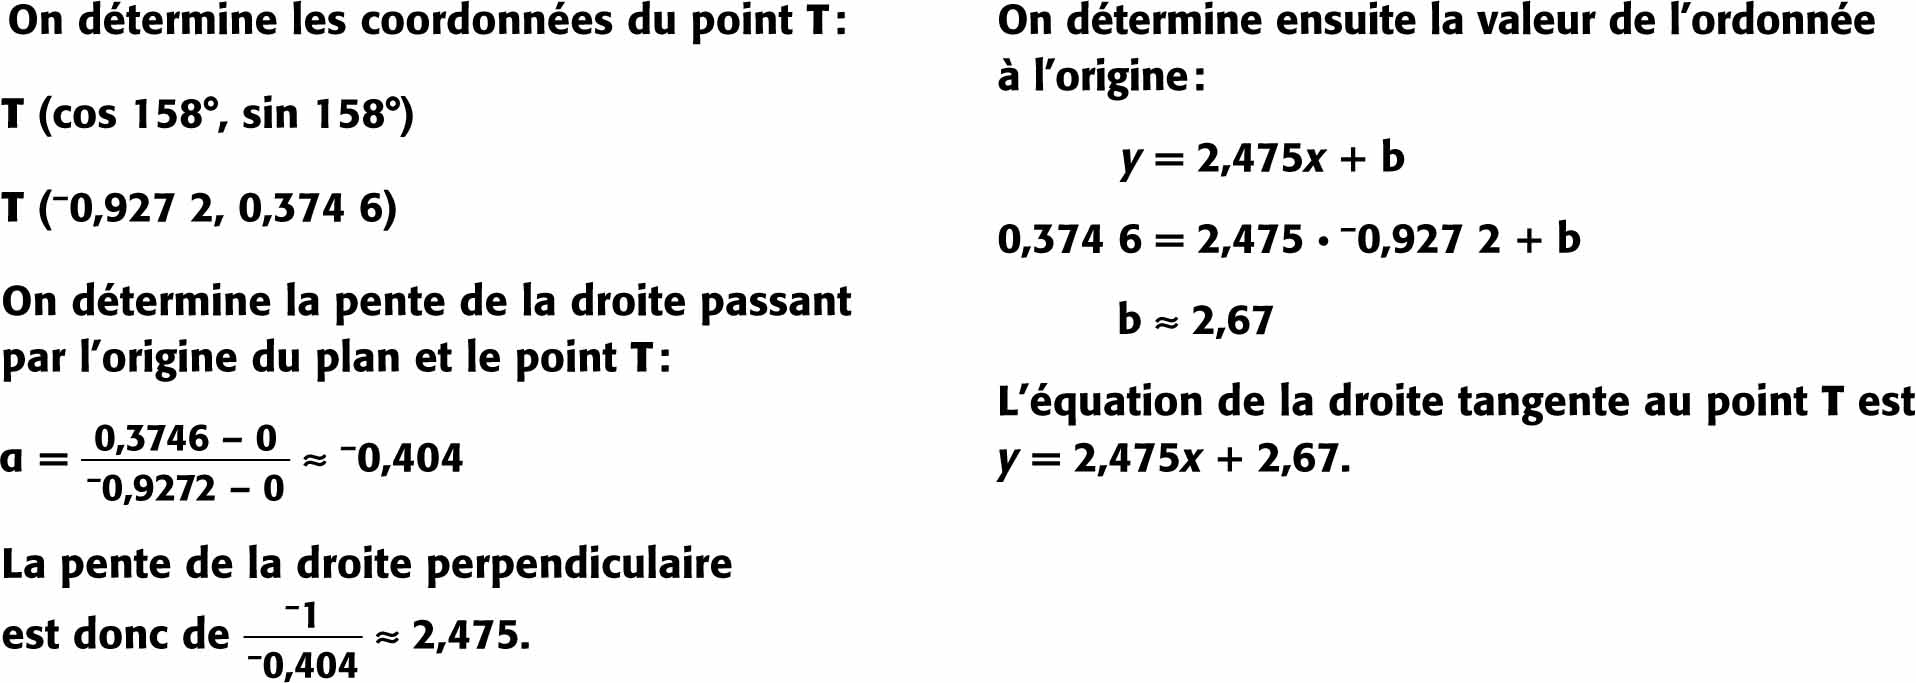 On détermine les coordonnées du point T :
T (cos 158°, sin 158°)
T (⁻0,927 2, 0,374 6)
On détermine la pente de la droite passant
par l’origine du plan et le point T :
a = (0,3746 – 0) / (⁻0,9272 – 0) ≈ ⁻0,404
La pente de la droite perpendiculaire
est donc de ⁻1 / ⁻0,404 ≈ 2,475.
On détermine ensuite la valeur de l’ordonnée
à l’origine :
y = 2,475x + b
0,374 6 = 2,475 • ⁻0,927 2 + b
b ≈ 2,67
L’équation de la droite tangente au point T est
y = 2,475x + 2,67.